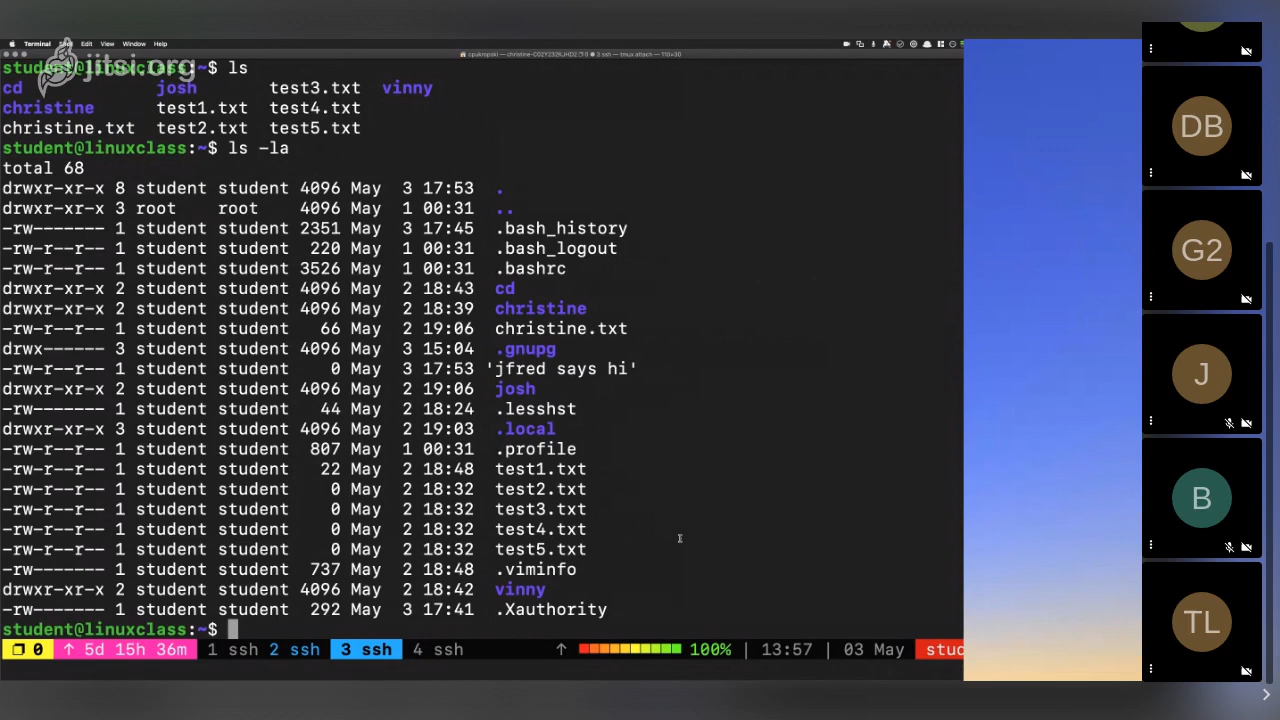 Terminal Shell Edit View Window Help
cpukropski — christine-C02Y232KJHD2 — 3 ssh — tmux attach — 110×30
jitsi.org
student@linuxclass:~$ ls
cd josh test3.txt vinny
christine test1.txt test4.txt
christine.txt test2.txt test5.txt
student@linuxclass:~$ ls -la
total 68
drwxr-xr-x 8 student student 4096 May 3 17:53 .
drwxr-xr-x 3 root root 4096 May 1 00:31 ..
-rw------- 1 student student 2351 May 3 17:45 .bash_history
-rw-r--r-- 1 student student 220 May 1 00:31 .bash_logout
-rw-r--r-- 1 student student 3526 May 1 00:31 .bashrc
drwxr-xr-x 2 student student 4096 May 2 18:43 cd
drwxr-xr-x 2 student student 4096 May 2 18:39 christine
-rw-r--r-- 1 student student 66 May 2 19:06 christine.txt
drwx------ 3 student student 4096 May 3 15:04 .gnupg
-rw-r--r-- 1 student student 0 May 3 17:53 'jfred says hi'
drwxr-xr-x 2 student student 4096 May 2 19:06 josh
-rw------- 1 student student 44 May 2 18:24 .lesshst
drwxr-xr-x 3 student student 4096 May 2 19:03 .local
-rw-r--r-- 1 student student 807 May 1 00:31 .profile
-rw-r--r-- 1 student student 22 May 2 18:48 test1.txt
-rw-r--r-- 1 student student 0 May 2 18:32 test2.txt
-rw-r--r-- 1 student student 0 May 2 18:32 test3.txt
-rw-r--r-- 1 student student 0 May 2 18:32 test4.txt
-rw-r--r-- 1 student student 0 May 2 18:32 test5.txt
-rw------- 1 student student 737 May 2 18:48 .viminfo
drwxr-xr-x 2 student student 4096 May 2 18:42 vinny
-rw------- 1 student student 292 May 3 17:41 .Xauthority
student@linuxclass:~$
0 ↑ 5d 15h 36m 1 ssh 2 ssh 3 ssh 4 ssh ↑ 100% | 13:57 | 03 May stud
DB
G2
J
B
TL